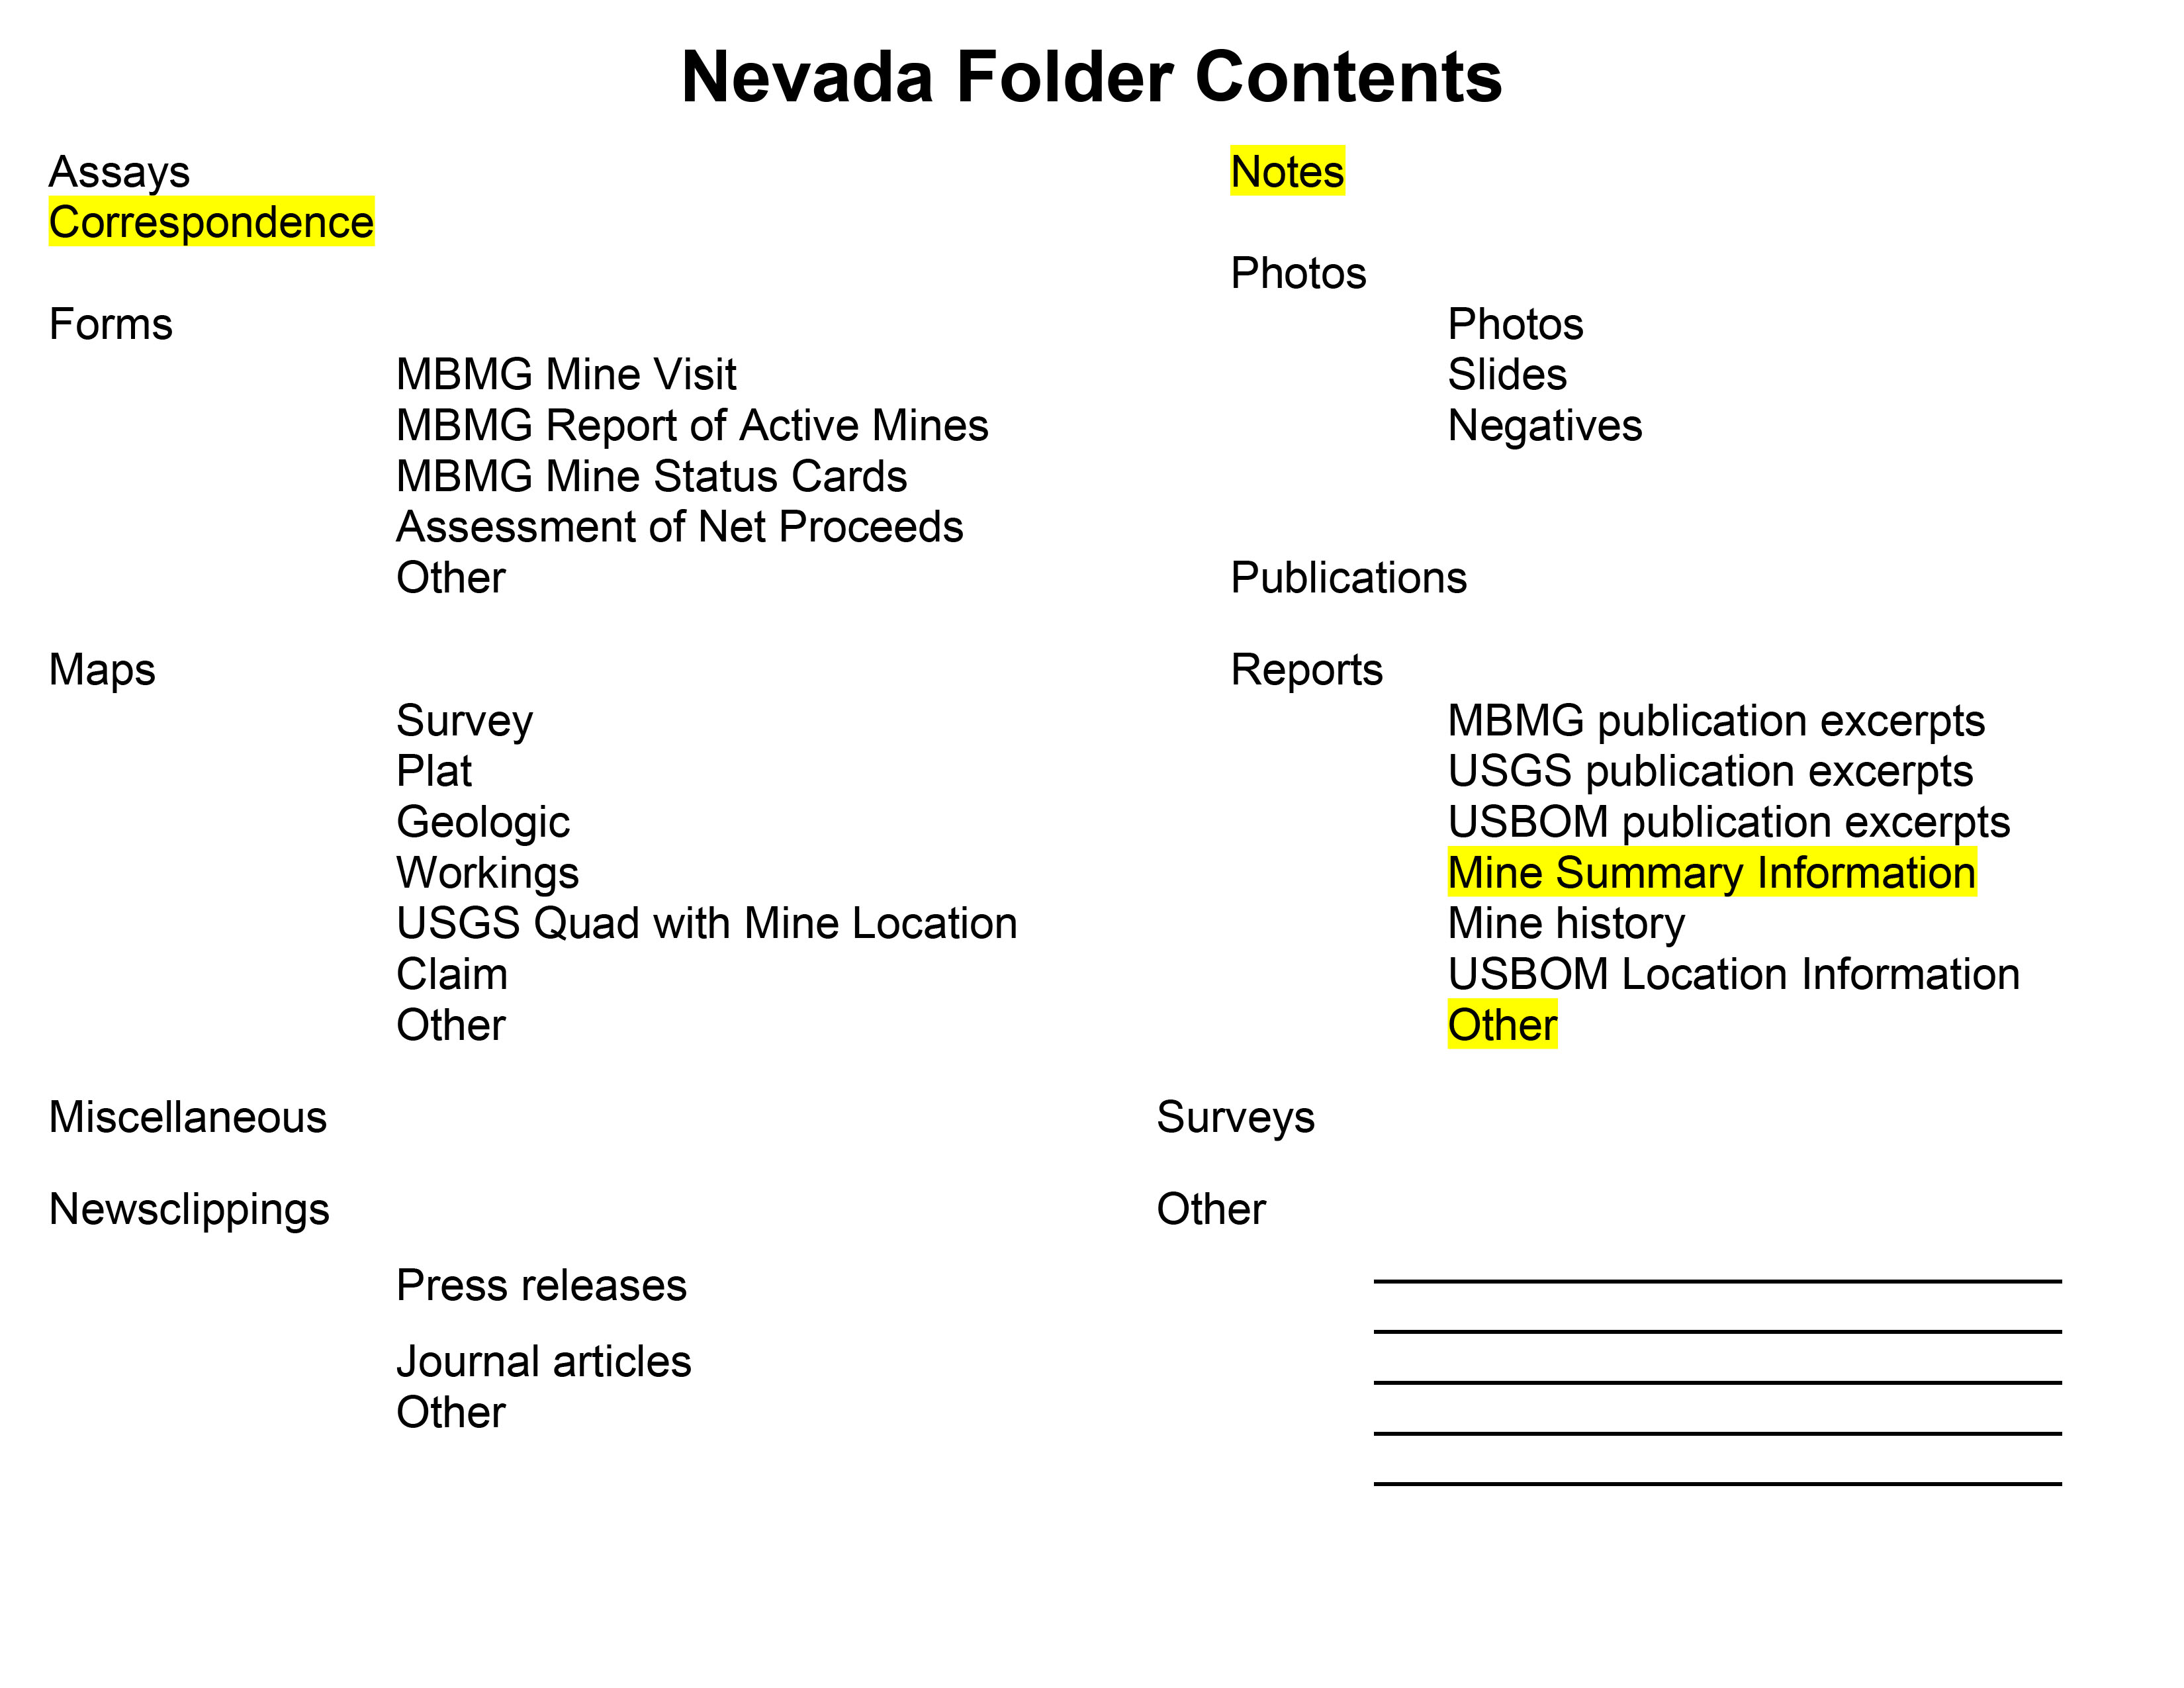 Nevada Folder Contents
Assays
Correspondence
Forms
MBMG Mine Visit
MBMG Report of Active Mines
MBMG Mine Status Cards
Assessment of Net Proceeds
Other
Maps
Survey
Plat
Geologic
Workings
USGS Quad with Mine Location
Claim
Other
Miscellaneous
Newsclippings
Press releases
Journal articles
Other
Notes
Photos
Photos
Slides
Negatives
Publications
Reports
MBMG publication excerpts
USGS publication excerpts
USBOM publication excerpts
Mine Summary Information
Mine history
USBOM Location Information
Other
Surveys
Other